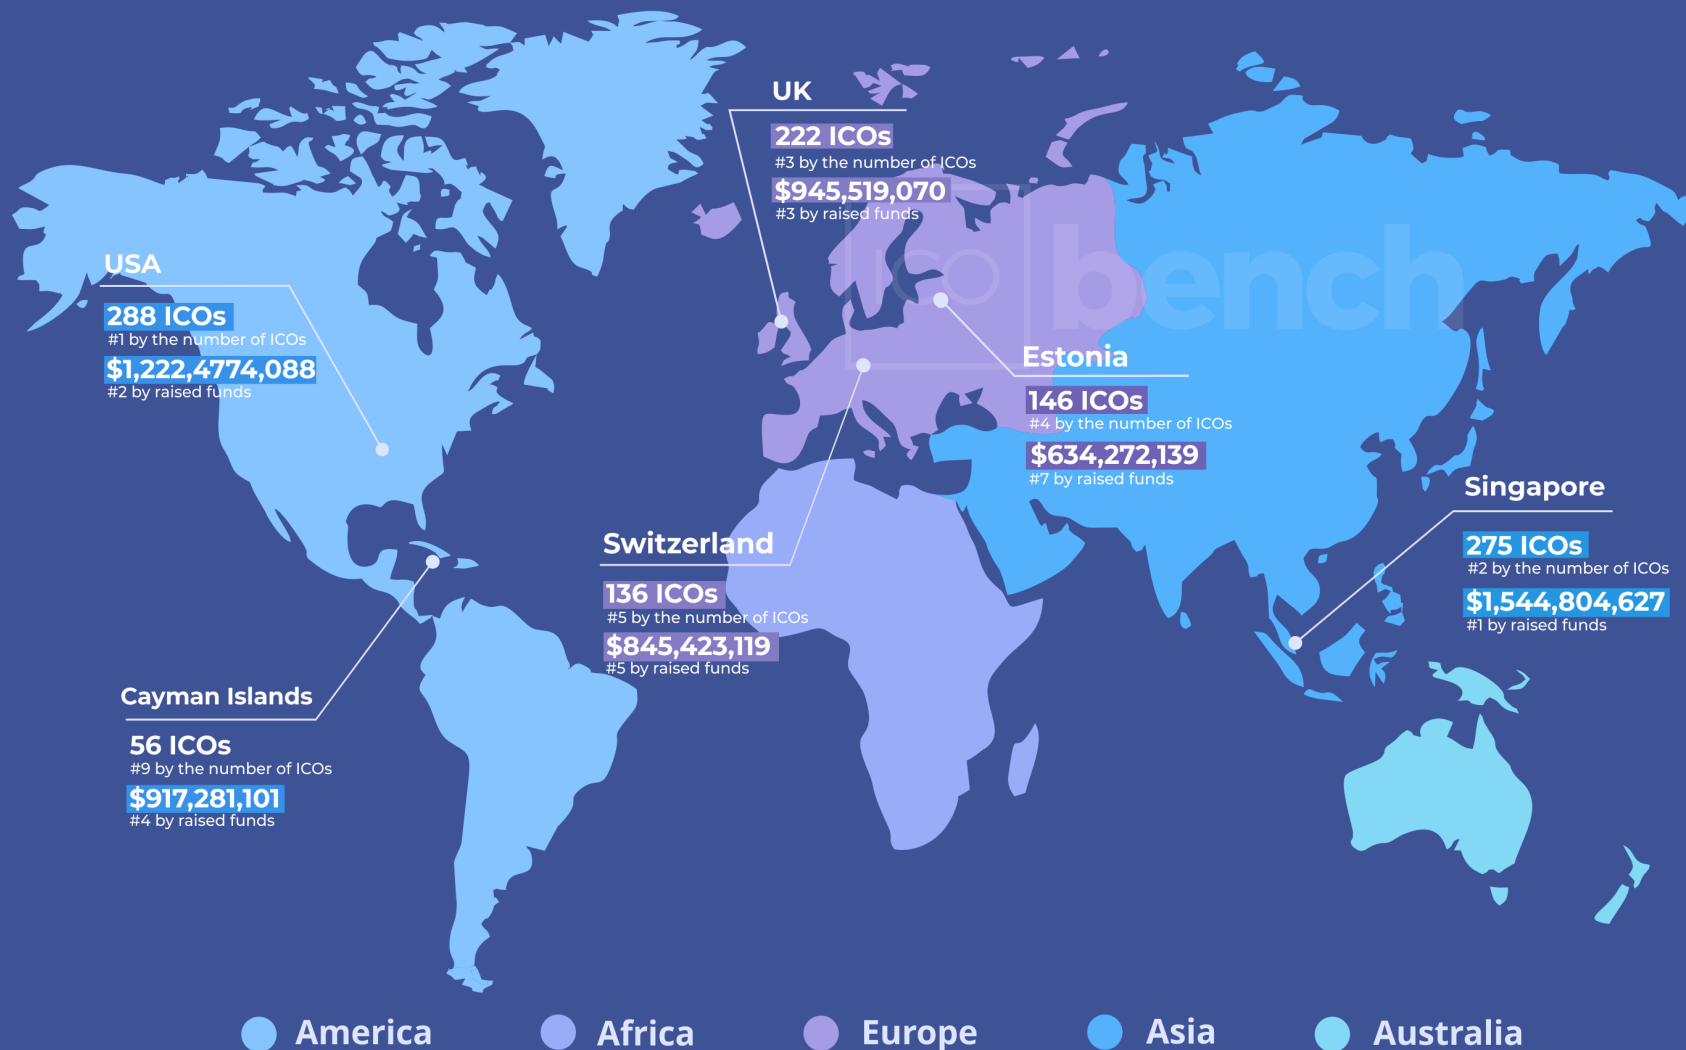 UK
222 ICOs
#3 by the number of ICOs
$945,519,070
#3 by raised funds
USA
288 ICOs
#1 by the number of ICOs
$1,222,4774,088
#2 by raised funds
ICO bench
Estonia
146 ICOs
#4 by the number of ICOs
$634,272,139
#7 by raised funds
Singapore
275 ICOs
#2 by the number of ICOs
$1,544,804,627
#1 by raised funds
Switzerland
136 ICOs
#5 by the number of ICOs
$845,423,119
#5 by raised funds
Cayman Islands
56 ICOs
#9 by the number of ICOs
$917,281,101
#4 by raised funds
America Africa Europe Asia Australia